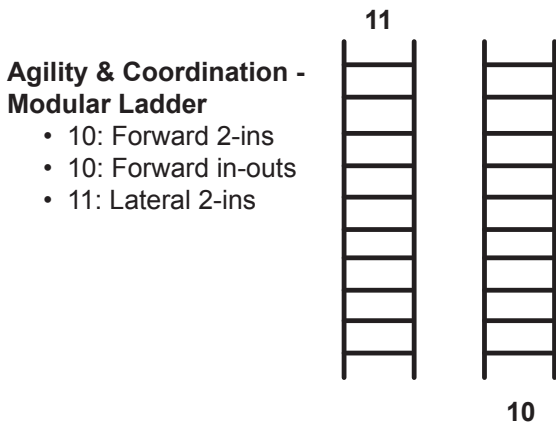 11
Agility & Coordination -
Modular Ladder
• 10: Forward 2-ins
• 10: Forward in-outs
• 11: Lateral 2-ins
10